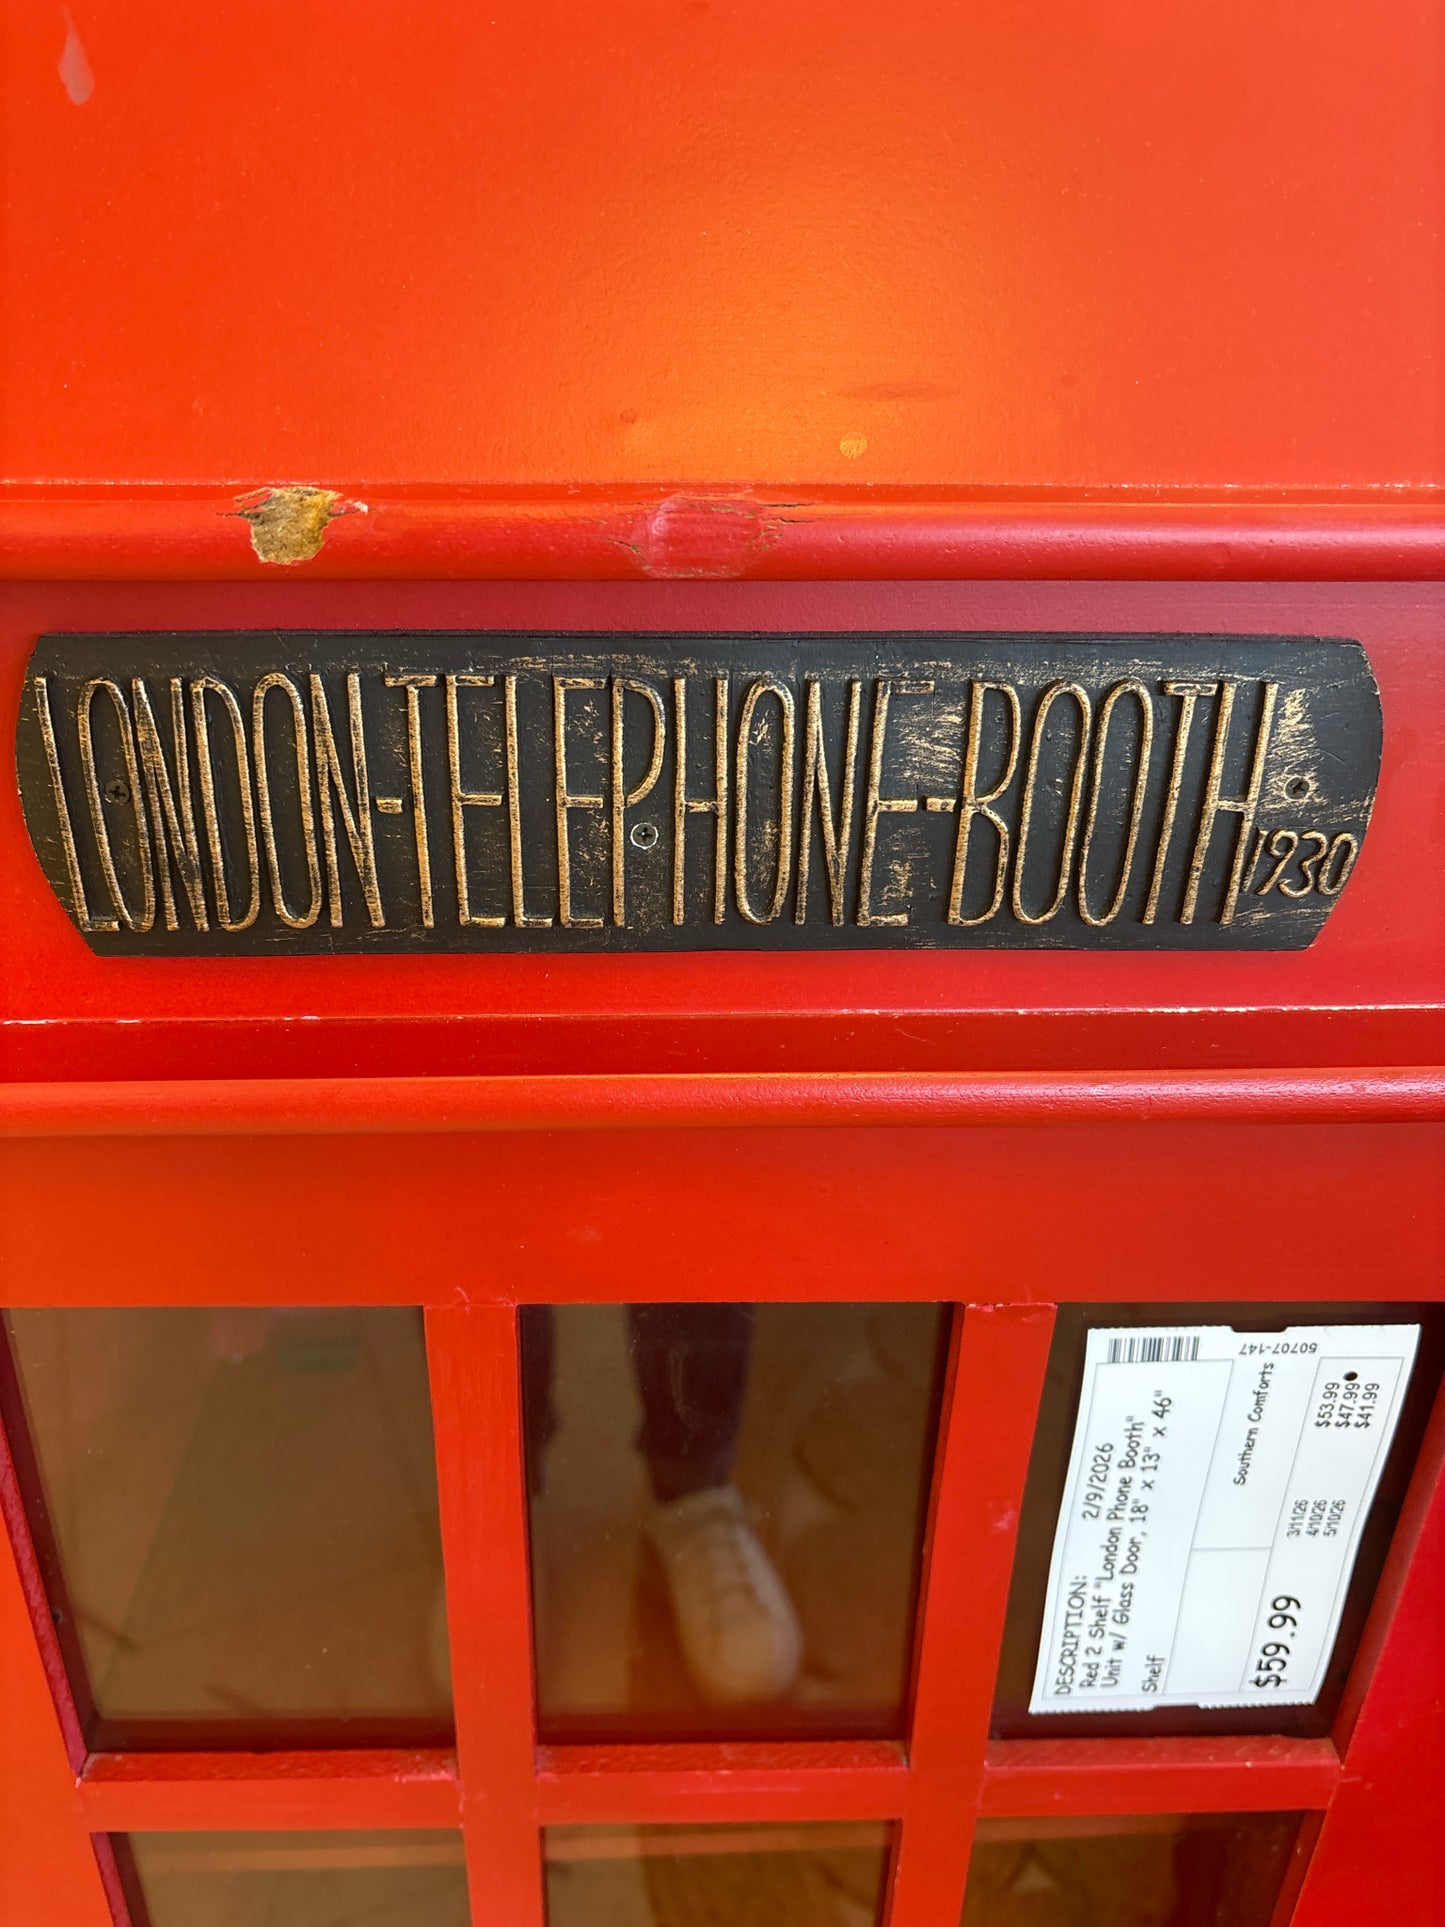 LONDON-TELEPHONE-BOOTH 1930
50707-147
DESCRIPTION: 2/9/2026
Red 2 Shelf "London Phone Booth"
Unit w/ Glass Door, 18" x 13" x 46"
Shelf
Southern Comforts
3/11/26 $53.99
4/10/26 $47.99
5/10/26 $41.99
$59.99